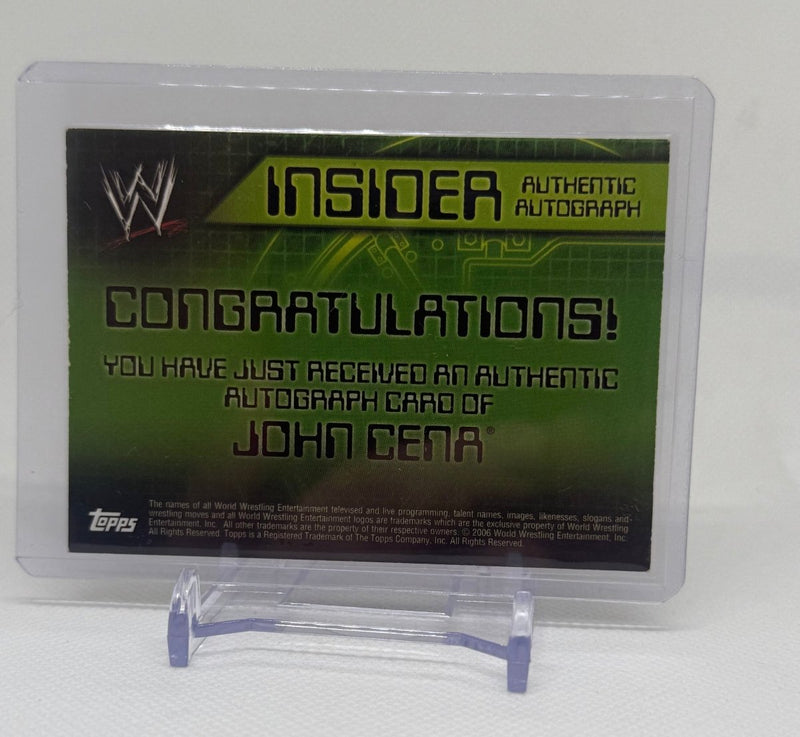 W
INSIDER AUTHENTIC
AUTOGRAPH
CONGRATULATIONS!
YOU HAVE JUST RECEIVED AN AUTHENTIC
AUTOGRAPH CARD OF
JOHN CENA®
topps
The names of all World Wrestling Entertainment televised and live programming, talent names, images, likenesses, slogans and
wrestling moves and all World Wrestling Entertainment logos are trademarks which are the exclusive property of World Wrestling
Entertainment, Inc. All other trademarks are the property of their respective owners. © 2006 World Wrestling Entertainment, Inc.
All Rights Reserved. Topps is a Registered Trademark of The Topps Company, Inc. All Rights Reserved.